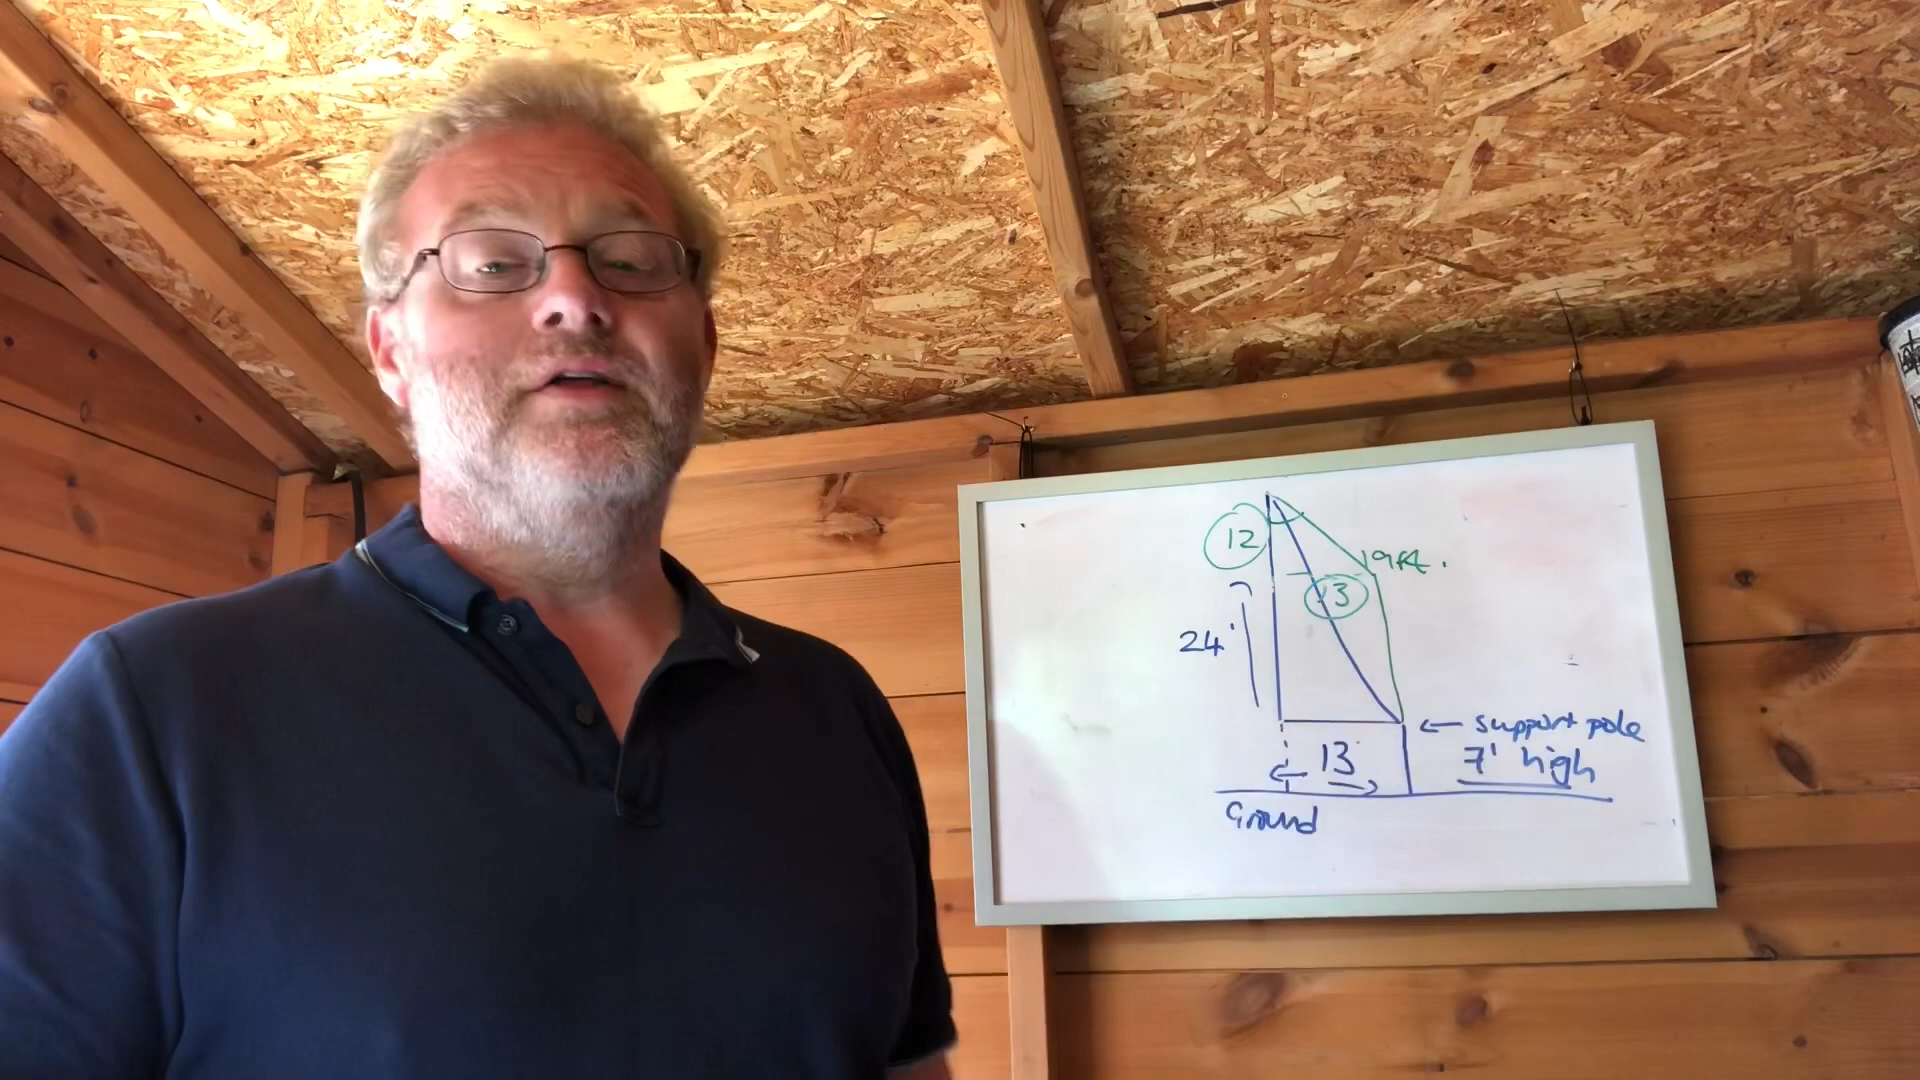 12
19ft.
13
24'
← support pole
13
7' high
Ground